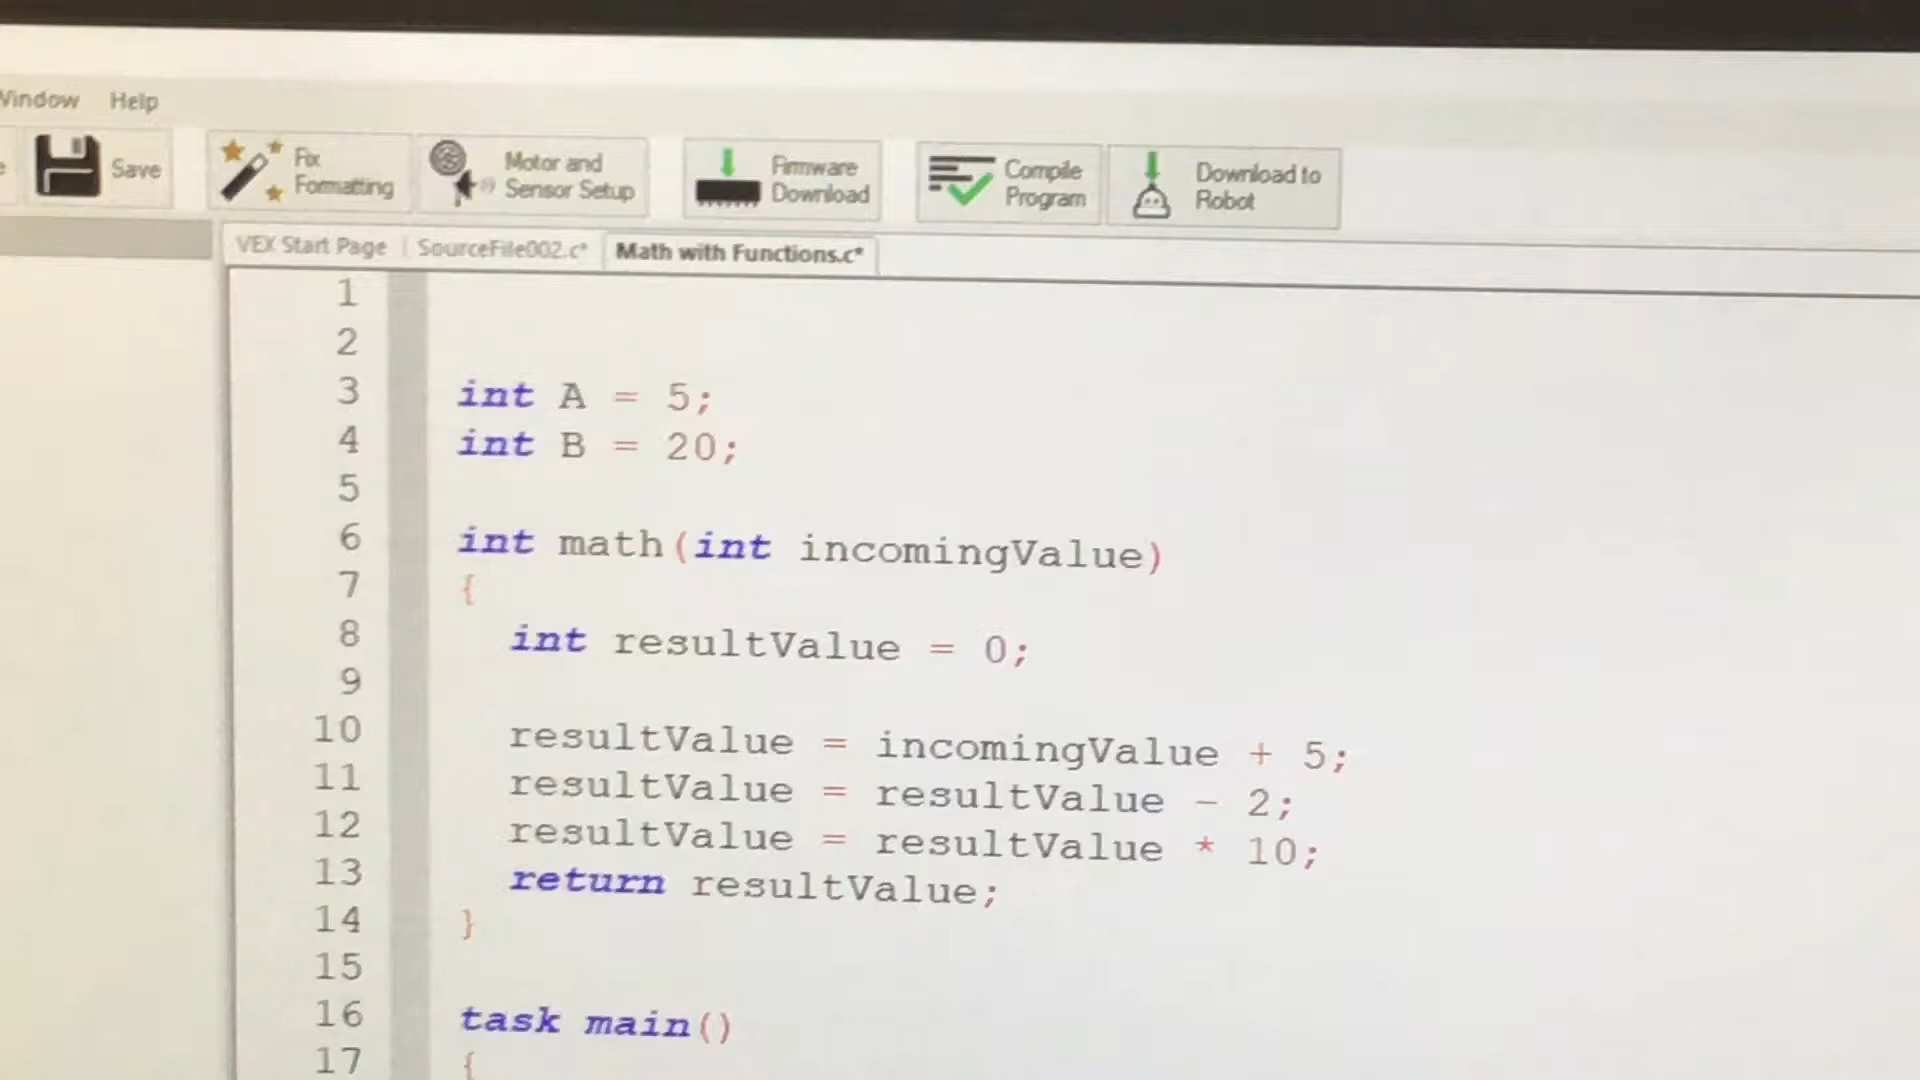 Window Help
Save
Fix
Formatting
Motor and
Sensor Setup
Firmware
Download
Compile
Program
Download to
Robot
VEX Start Page SourceFile002.c* Math with Functions.c*
1
2
3 int A = 5;
4 int B = 20;
5
6 int math(int incomingValue)
7 {
8 int resultValue = 0;
9
10 resultValue = incomingValue + 5;
11 resultValue = resultValue - 2;
12 resultValue = resultValue * 10;
13 return resultValue;
14 }
15
16 task main()
17 {